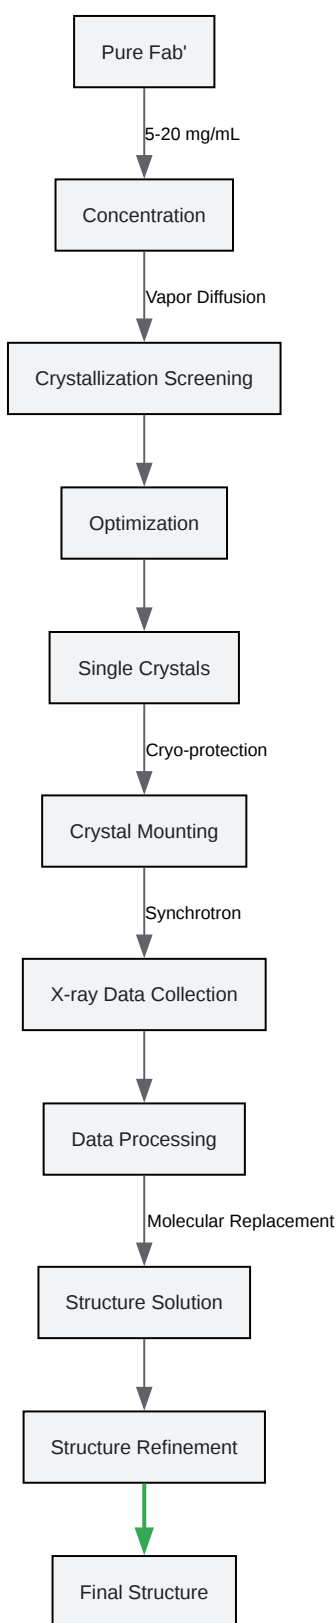 Pure Fab'
5-20 mg/mL
Concentration
Vapor Diffusion
Crystallization Screening
Optimization
Single Crystals
Cryo-protection
Crystal Mounting
Synchrotron
X-ray Data Collection
Data Processing
Molecular Replacement
Structure Solution
Structure Refinement
Final Structure